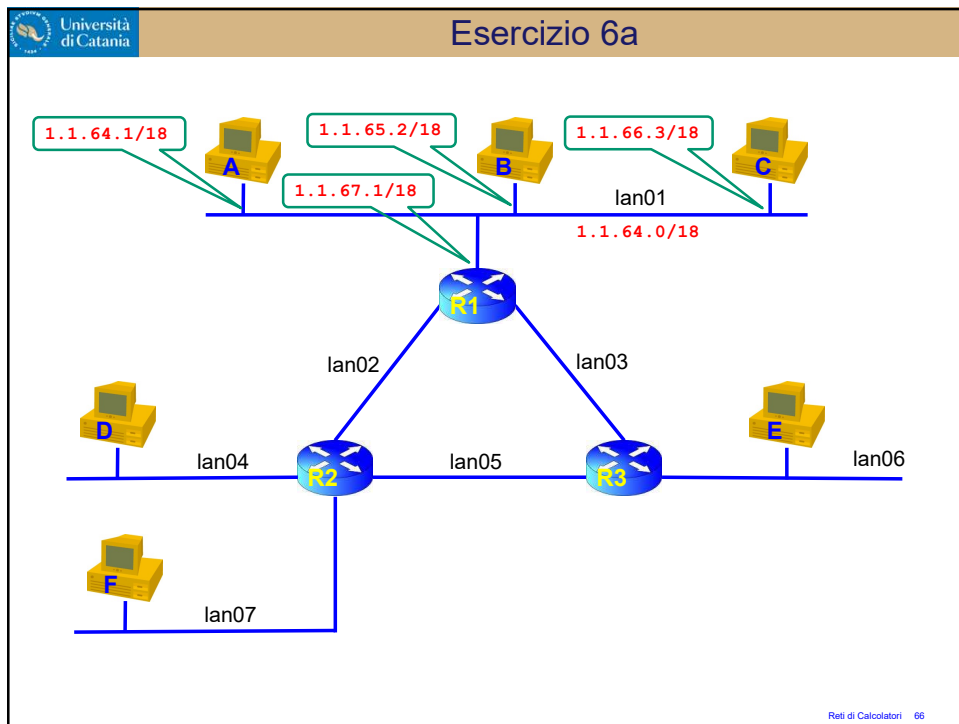 Università
di Catania
Esercizio 6a
1.1.64.1/18
1.1.65.2/18
1.1.66.3/18
A
B
C
1.1.67.1/18
lan01
1.1.64.0/18
R1
lan02
lan03
D
E
lan04
R2
lan05
R3
lan06
F
lan07
Reti di Calcolatori 66